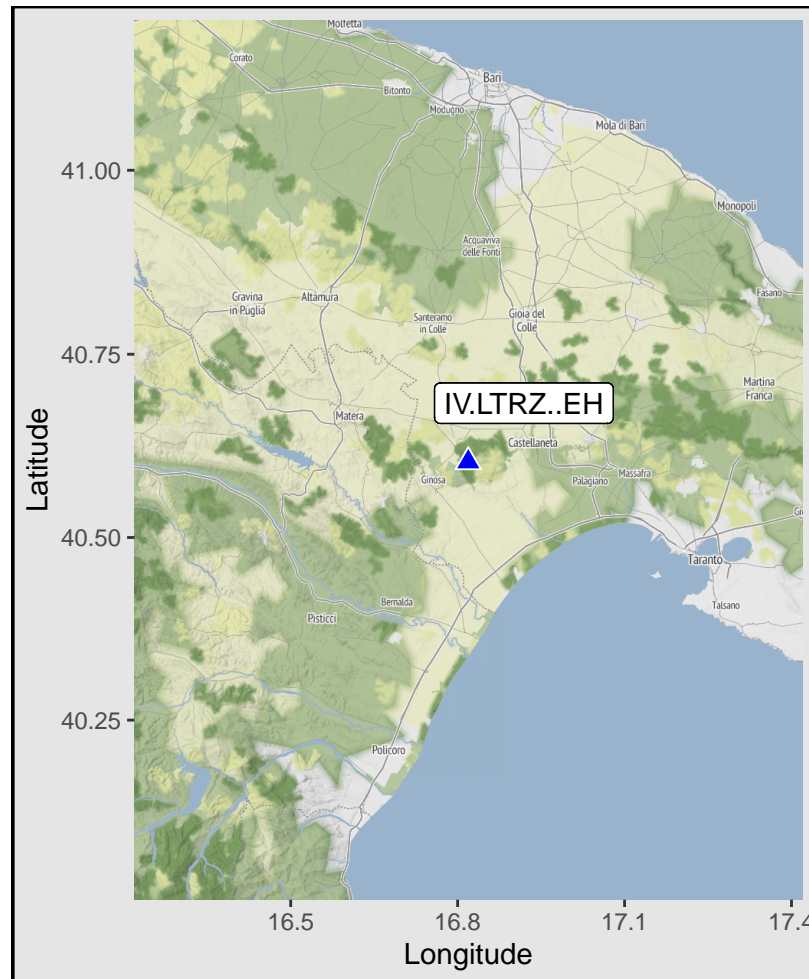 Molfetta
Corato
Bari
Bitonto
Modugno
Mola di Bari
41.00
Monopoli
Acquaviva
delle Fonti
Gravina
in Puglia
Altamura
Fasano
Santeramo
in Colle
Gioia del
Colle
40.75
Martina
Franca
IV.LTRZ..EH
Matera
Castellaneta
Ginosa
Massafra
Palagiano
Latitude
40.50
Taranto
Bernalda
Talsano
Pisticci
40.25
Policoro
16.5
16.8
17.1
17.4
Longitude